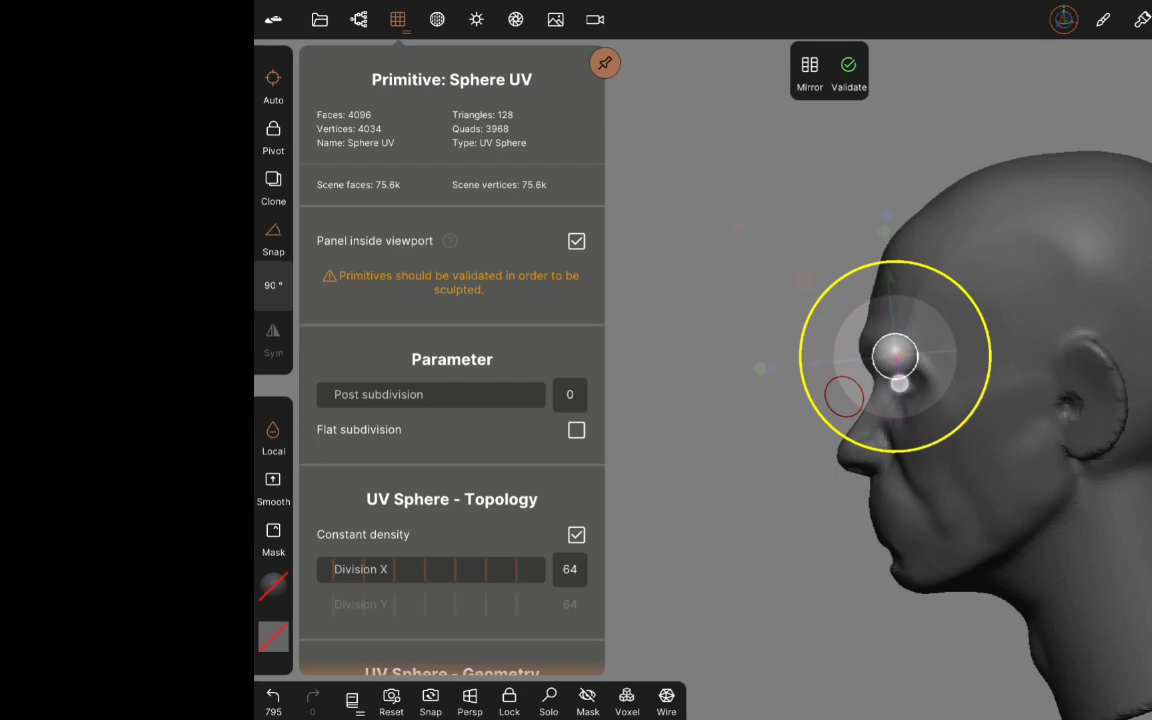 Mirror
Validate
Auto
Pivot
Clone
Snap
90 °
Sym
Local
Smooth
Mask
Primitive: Sphere UV
Faces: 4096
Triangles: 128
Vertices: 4034
Quads: 3968
Name: Sphere UV
Type: UV Sphere
Scene faces: 75.6k
Scene vertices: 75.6k
Panel inside viewport ?
Primitives should be validated in order to be
sculpted.
Parameter
Post subdivision 0
Flat subdivision
UV Sphere - Topology
Constant density
Division X 64
Division Y 64
UV Sphere - Geometry
795
0
Reset
Snap
Persp
Lock
Solo
Mask
Voxel
Wire